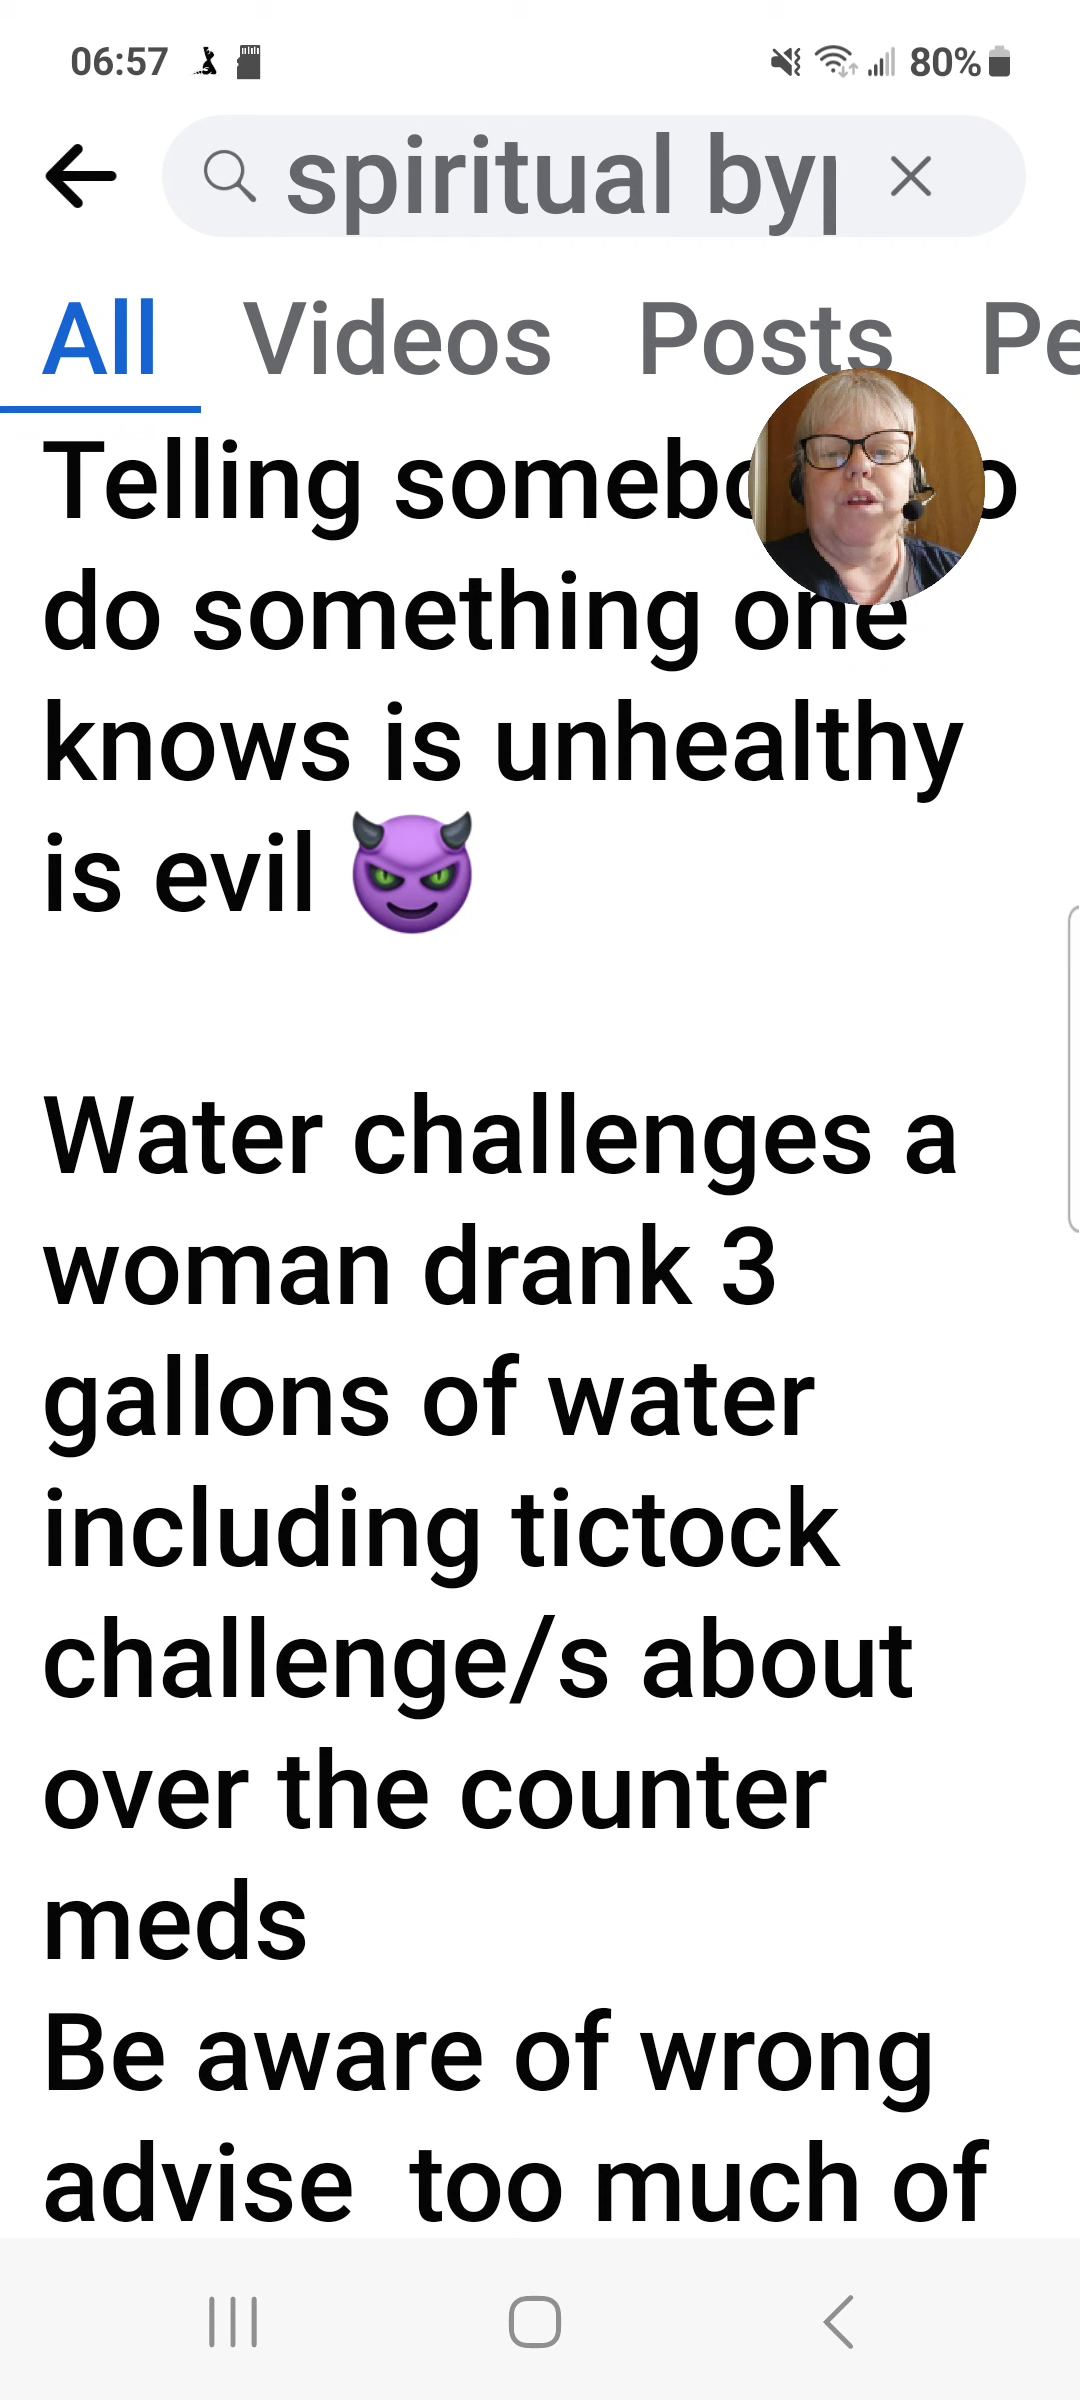 06:57 80%
spiritual byp
All Videos Posts Pe
Telling
do something one
knows is unhealthy
is evil 😈
Water challenges a
woman drank 3
gallons of water
including tictock
challenge/s about
over the counter
meds
Be aware of wrong
advise  too much of